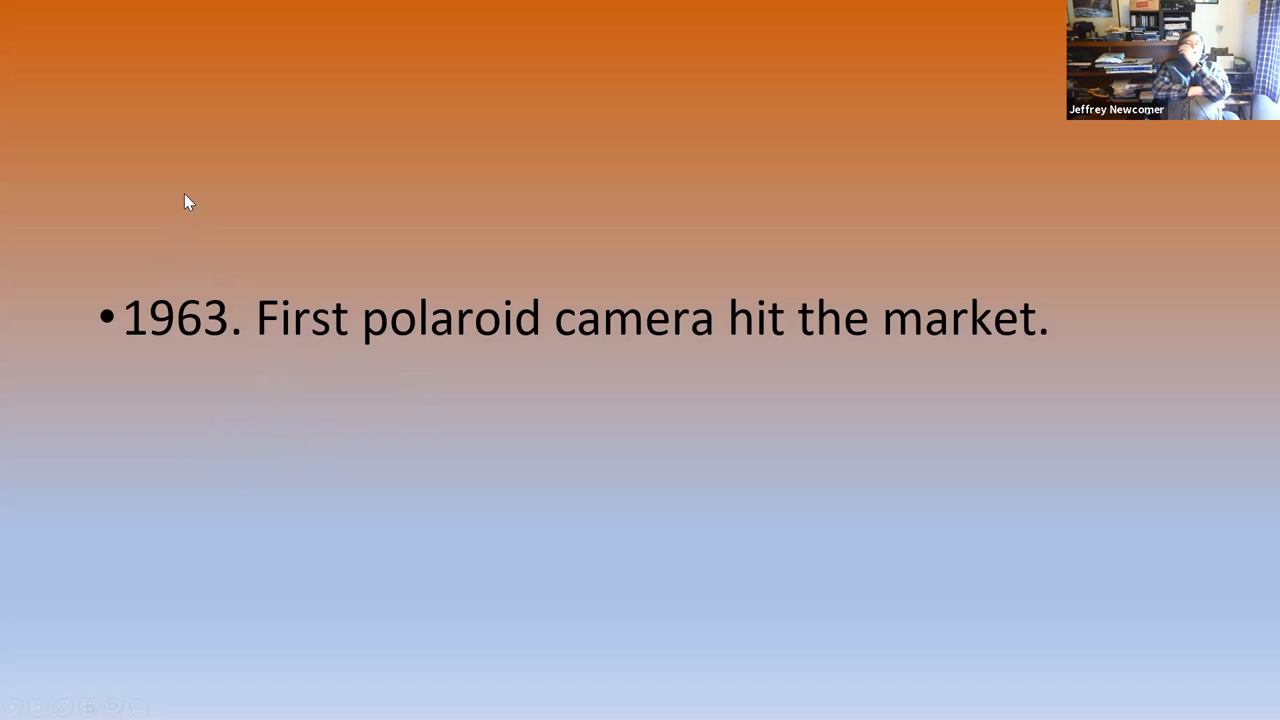 Jeffrey Newcomer
•1963. First polaroid camera hit the market.